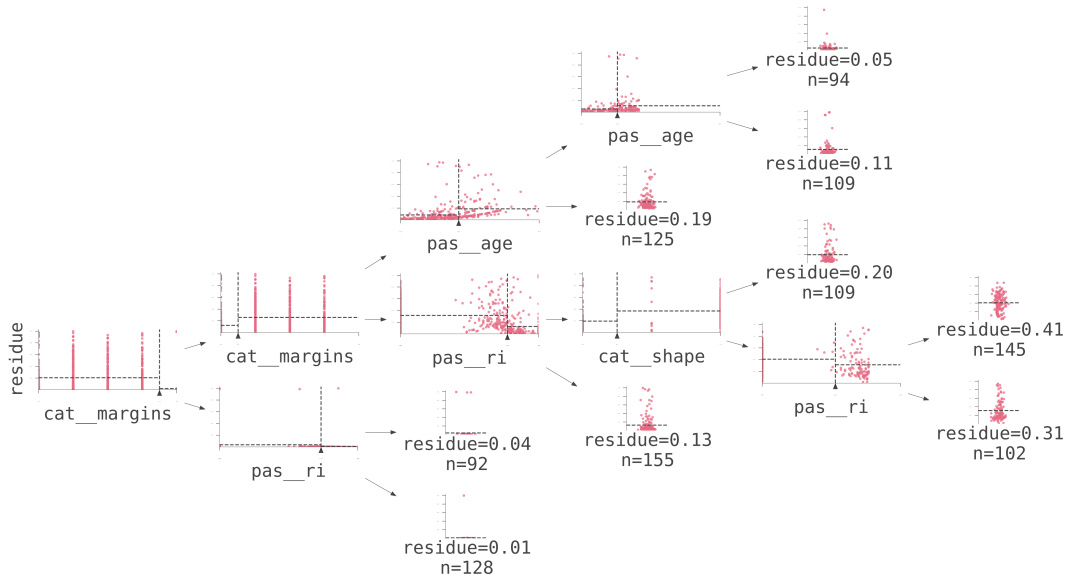 residue=0.05
n=94
pas__age
residue=0.11
n=109
residue=0.19
n=125
pas__age
residue=0.20
n=109
cat__margins
pas__ri
cat__shape
residue=0.41
n=145
residue
cat__margins
pas__ri
residue=0.04
n=92
residue=0.13
n=155
pas__ri
residue=0.31
n=102
residue=0.01
n=128